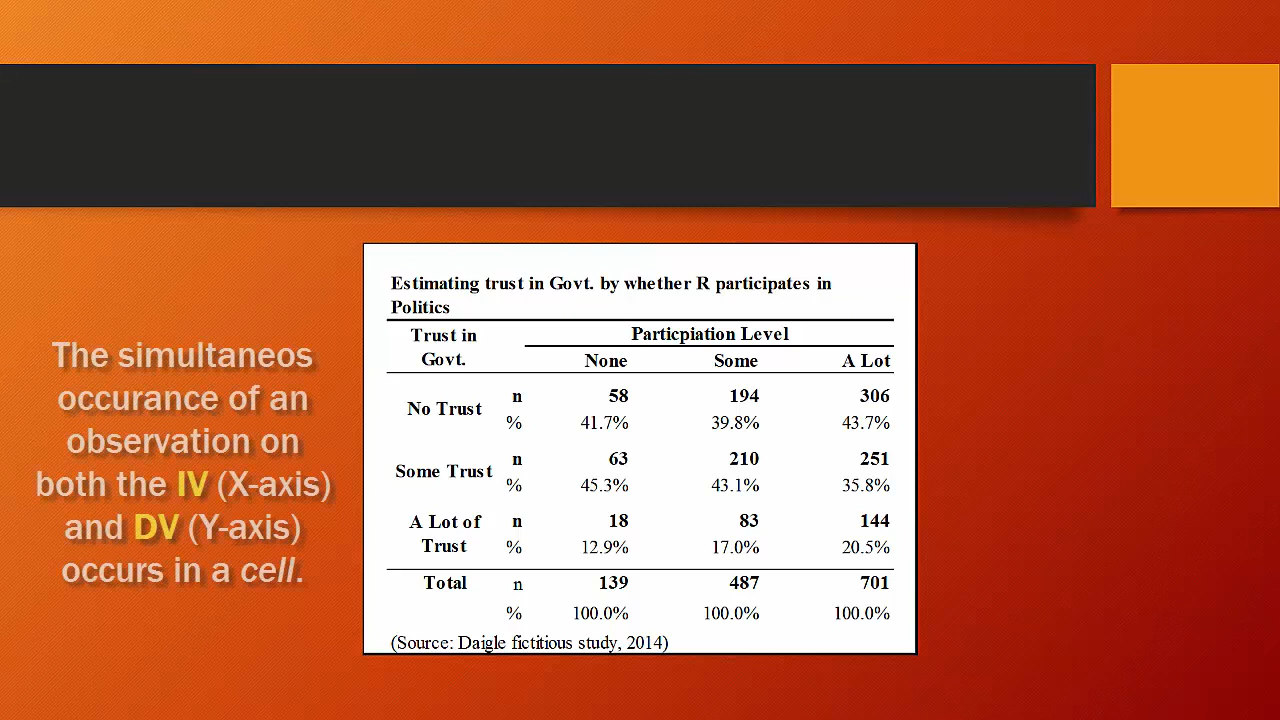 The simultaneos
occurance of an
observation on
both the IV (X-axis)
and DV (Y-axis)
occurs in a cell.
Estimating trust in Govt. by whether R participates in
Politics
Trust in Particpiation Level
Govt. None Some A Lot
No Trust n 58 194 306
% 41.7% 39.8% 43.7%
Some Trust n 63 210 251
% 45.3% 43.1% 35.8%
A Lot of n 18 83 144
Trust % 12.9% 17.0% 20.5%
Total n 139 487 701
% 100.0% 100.0% 100.0%
(Source: Daigle fictitious study, 2014)